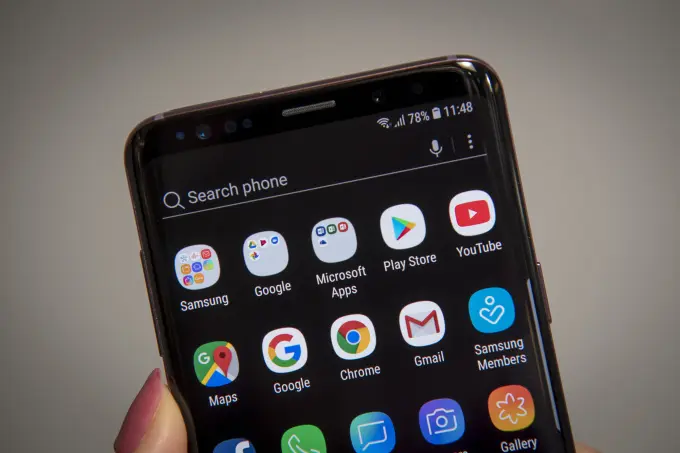 78% 11:48
Search phone
Samsung
Google
Microsoft
Apps
Play Store
YouTube
Maps
Google
Chrome
Gmail
Samsung
Members
Gallery